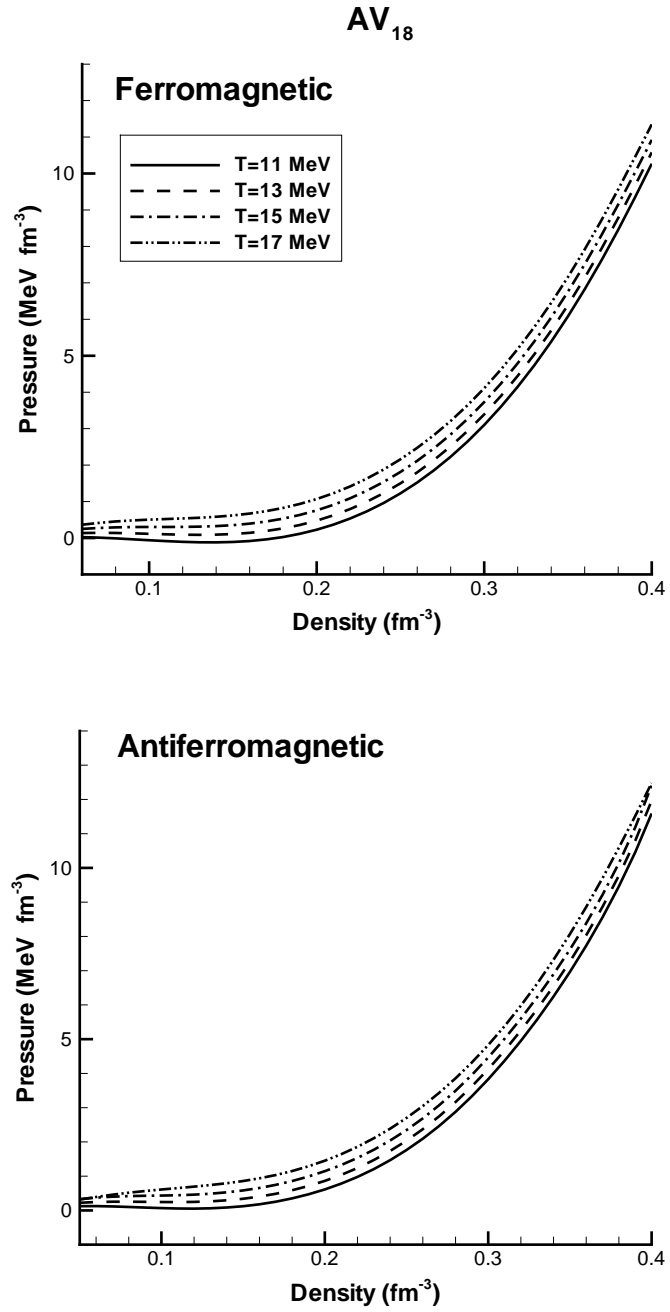 AV₁₈
Ferromagnetic
T=11 MeV
T=13 MeV
T=15 MeV
T=17 MeV
Pressure (MeV fm⁻³)
10
5
0
0.1 0.2 0.3 0.4
Density (fm⁻³)
Antiferromagnetic
Pressure (MeV fm⁻³)
10
5
0
0.1 0.2 0.3 0.4
Density (fm⁻³)